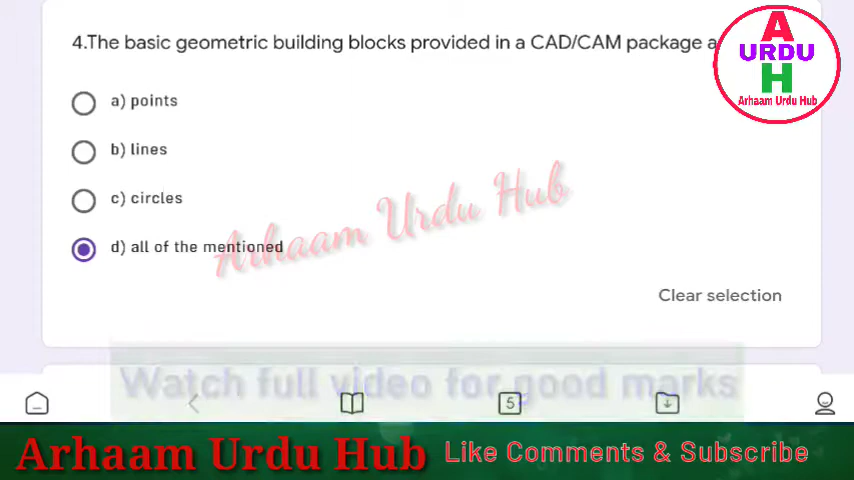 4.The basic geometric building blocks provided in a CAD/CAM package a
A
URDU
H
Arhaam Urdu Hub
a) points
b) lines
c) circles
Arhaam Urdu Hub
d) all of the mentioned
Clear selection
Watch full video for good marks
5
Arhaam Urdu Hub Like Comments & Subscribe